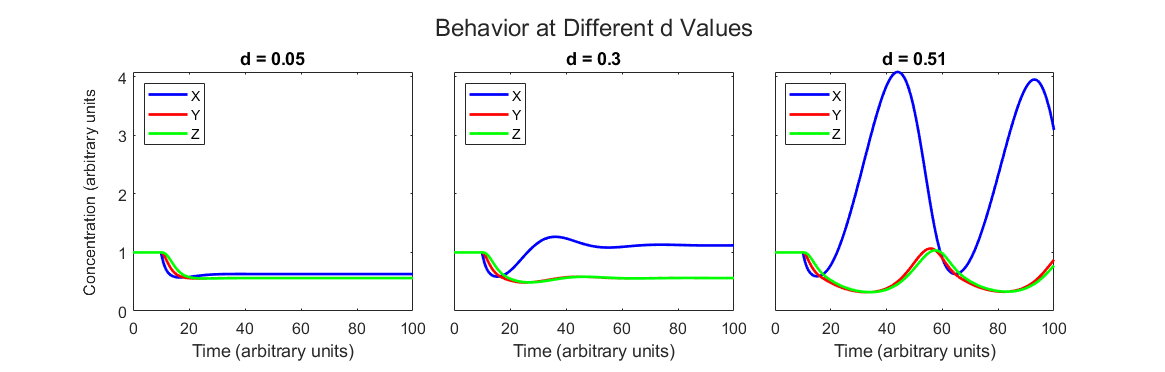 Behavior at Different d Values
d = 0.05
d = 0.3
d = 0.51
Concentration (arbitrary units
4
3
2
1
0
X
Y
Z
X
Y
Z
X
Y
Z
0 20 40 60 80 100
0 20 40 60 80 100
0 20 40 60 80 100
Time (arbitrary units)
Time (arbitrary units)
Time (arbitrary units)